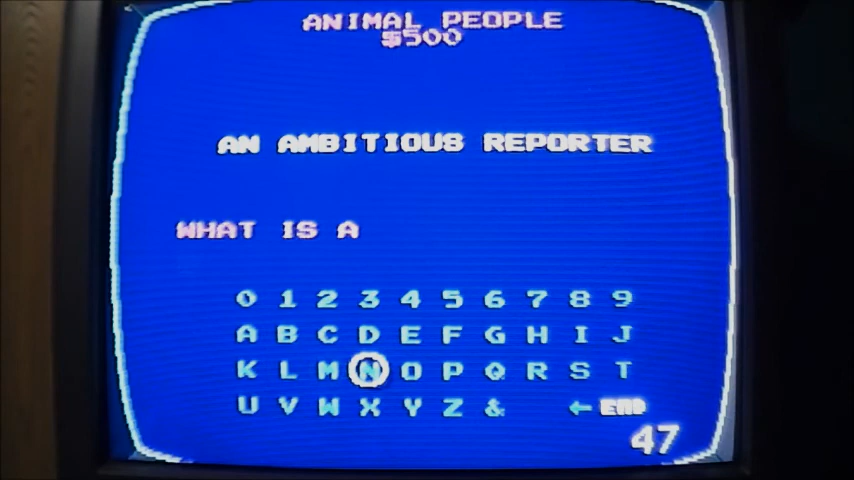 ANIMAL PEOPLE
$500
AN AMBITIOUS REPORTER
WHAT IS A
0 1 2 3 4 5 6 7 8 9
A B C D E F G H I J
K L M N O P Q R S T
U V W X Y Z & ← END
47